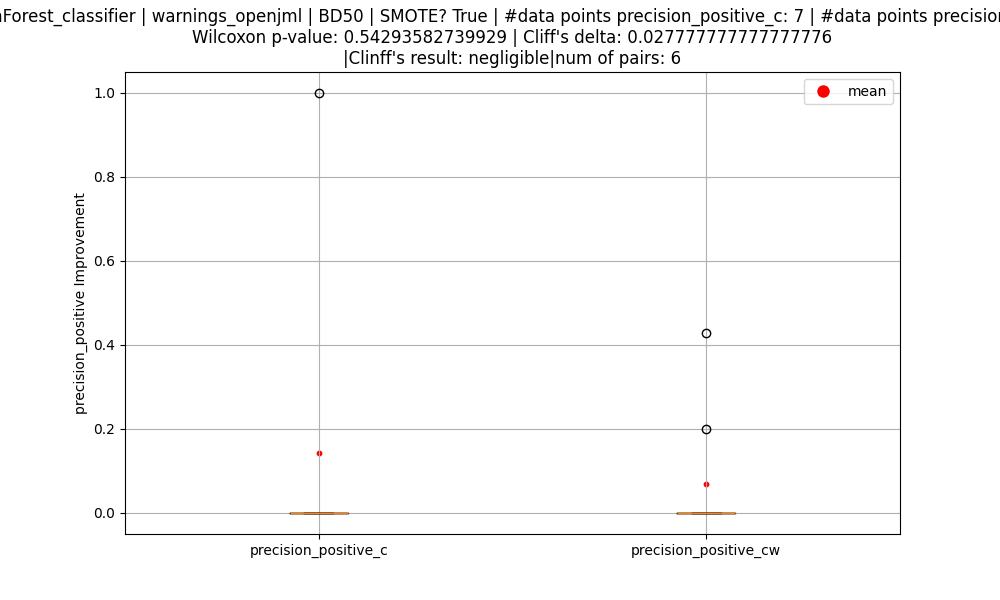 Forest_classifier | warnings_openjml | BD50 | SMOTE? True | #data points precision_positive_c: 7 | #data points precision
Wilcoxon p-value: 0.54293582739929 | Cliff's delta: 0.027777777777777776
|Clinff's result: negligible|num of pairs: 6
mean
precision_positive Improvement
1.0
0.8
0.6
0.4
0.2
0.0
precision_positive_c
precision_positive_cw